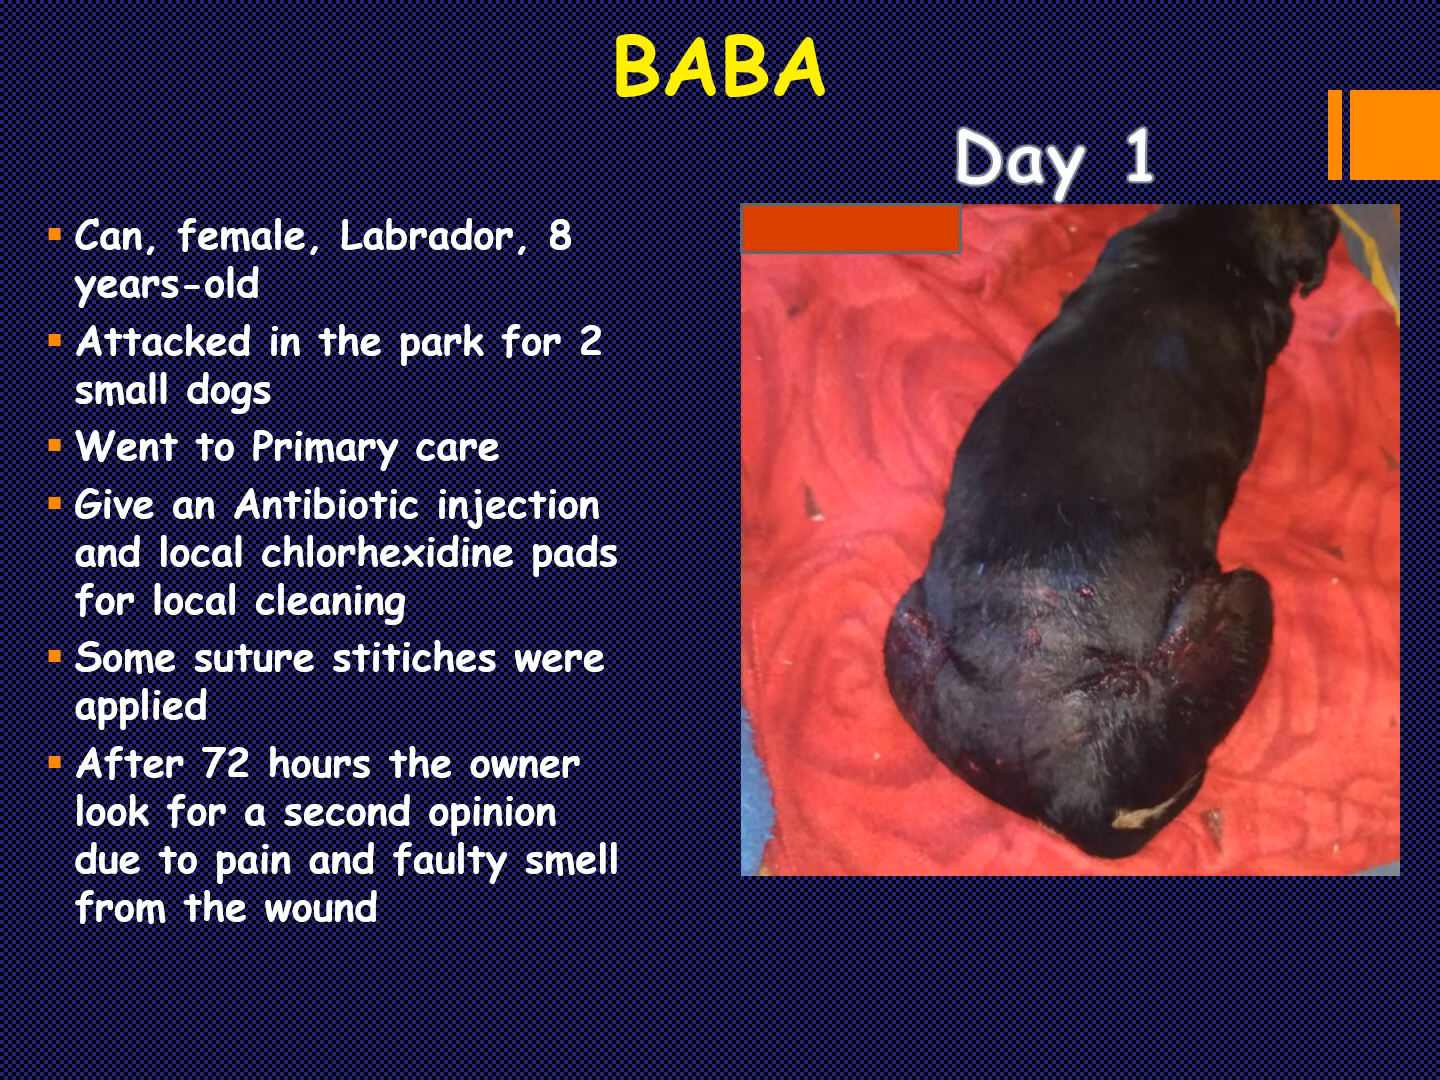 BABA
Day 1
Can, female, Labrador, 8
years-old
Attacked in the park for 2
small dogs
Went to Primary care
Give an Antibiotic injection
and local chlorhexidine pads
for local cleaning
Some suture stitiches were
applied
After 72 hours the owner
look for a second opinion
due to pain and faulty smell
from the wound